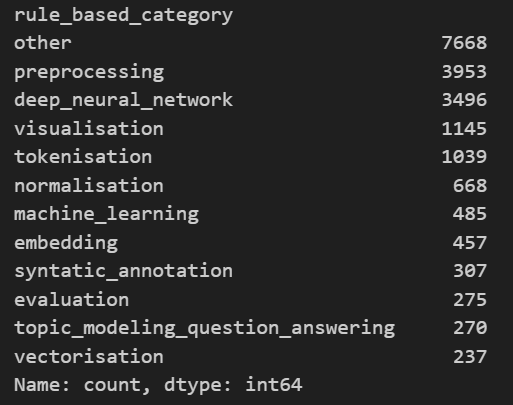 rule_based_category
other 7668
preprocessing 3953
deep_neural_network 3496
visualisation 1145
tokenisation 1039
normalisation 668
machine_learning 485
embedding 457
syntatic_annotation 307
evaluation 275
topic_modeling_question_answering 270
vectorisation 237
Name: count, dtype: int64